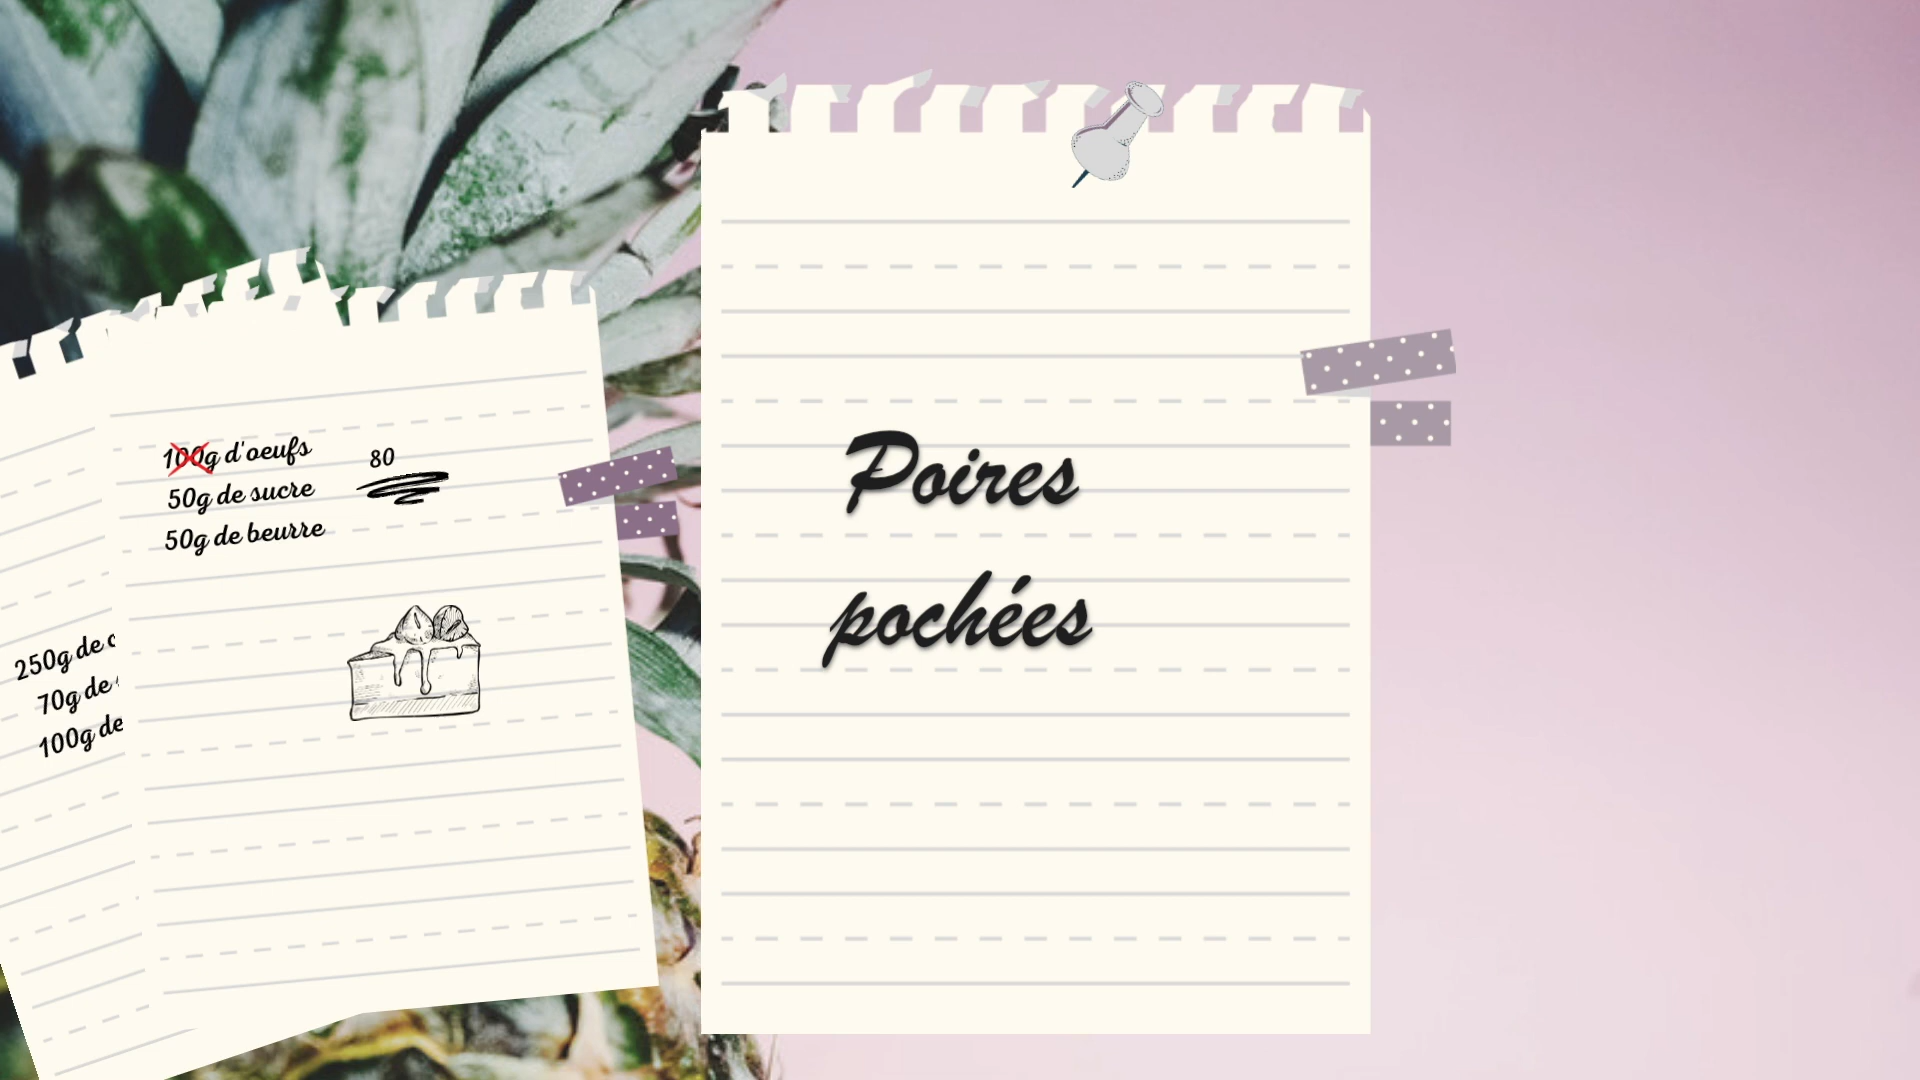 100g d'oeufs 80
50g de sucre
50g de beurre
250g de
70g de
100g de
Poires
pochées